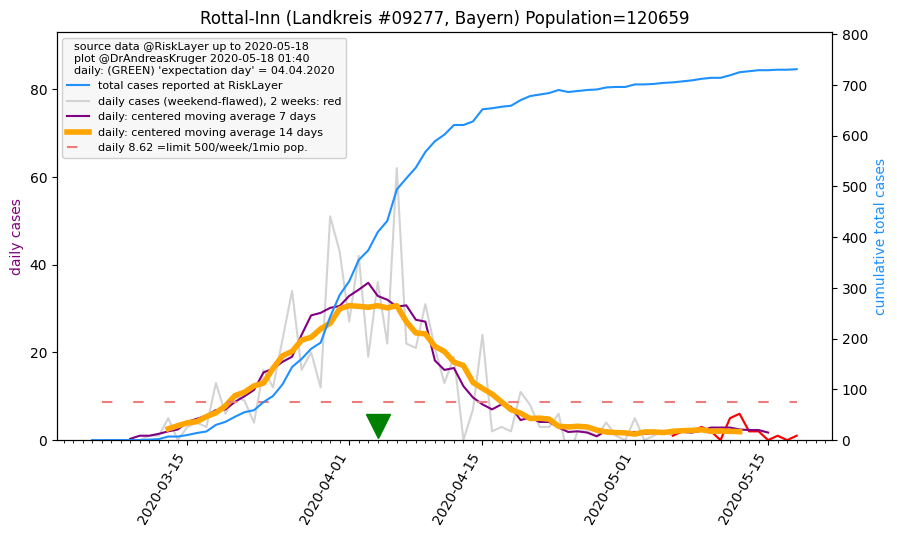 Rottal-Inn (Landkreis #09277, Bayern) Population=120659
source data @RiskLayer up to 2020-05-18
plot @DrAndreasKruger 2020-05-18 01:40
daily: (GREEN) 'expectation day' = 04.04.2020
total cases reported at RiskLayer
daily cases (weekend-flawed), 2 weeks: red
daily: centered moving average 7 days
daily: centered moving average 14 days
daily 8.62 =limit 500/week/1mio pop.
daily cases
0
20
40
60
80
cumulative total cases
0
100
200
300
400
500
600
700
800
2020-03-15
2020-04-01
2020-04-15
2020-05-01
2020-05-15